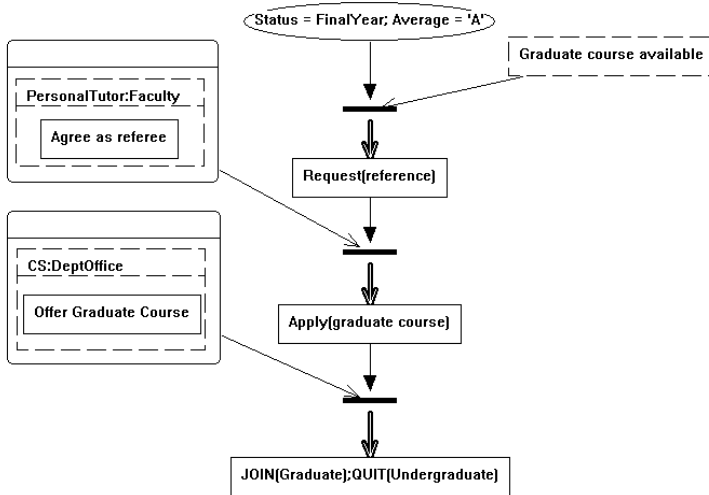 Status = FinalYear; Average = 'A'
Graduate course available
PersonalTutor:Faculty
Agree as referee
Request(reference)
CS:DeptOffice
Offer Graduate Course
Apply(graduate course)
JOIN(Graduate);QUIT(Undergraduate)